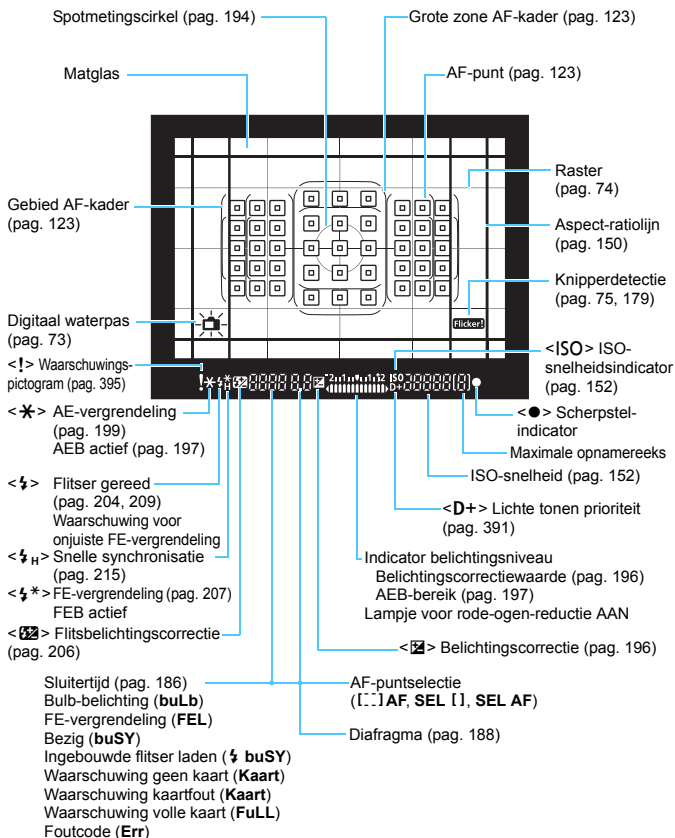 Spotmetingscirkel (pag. 194)
Grote zone AF-kader (pag. 123)
Matglas
AF-punt (pag. 123)
Raster
(pag. 74)
Gebied AF-kader
(pag. 123)
Aspect-ratiolijn
(pag. 150)
Knipperdetectie
(pag. 75, 179)
Flicker!
Digitaal waterpas
(pag. 73)
<!> Waarschuwings-
pictogram (pag. 395)
<ISO> ISO-
snelheidsindicator
(pag. 152)
<✱> AE-vergrendeling
(pag. 199)
AEB actief (pag. 197)
<●> Scherpstel-
indicator
Maximale opnamereeks
ISO-snelheid (pag. 152)
<⚡> Flitser gereed
(pag. 204, 209)
Waarschuwing voor
onjuiste FE-vergrendeling
<D+> Lichte tonen prioriteit
(pag. 391)
<⚡H> Snelle synchronisatie
(pag. 215)
Indicator belichtingsniveau
Belichtingscorrectiewaarde (pag. 196)
AEB-bereik (pag. 197)
Lampje voor rode-ogen-reductie AAN
<⚡*> FE-vergrendeling (pag. 207)
FEB actief
<> Flitsbelichtingscorrectie
(pag. 206)
<> Belichtingscorrectie (pag. 196)
Sluitertijd (pag. 186)
Bulb-belichting (buLb)
FE-vergrendeling (FEL)
Bezig (buSY)
Ingebouwde flitser laden (⚡ buSY)
Waarschuwing geen kaart (Kaart)
Waarschuwing kaartfout (Kaart)
Waarschuwing volle kaart (FuLL)
Foutcode (Err)
AF-puntselectie
([ ] AF, SEL [ ], SEL AF)
Diafragma (pag. 188)